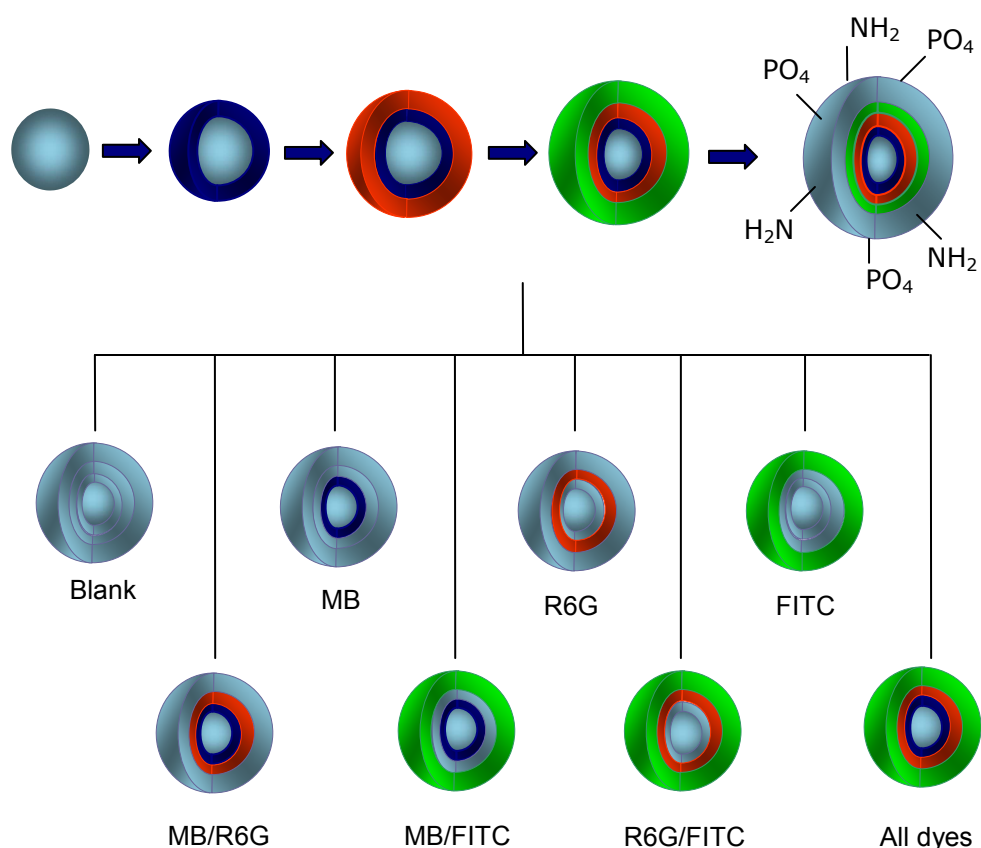 NH₂
PO₄
PO₄
H₂N
NH₂
PO₄
Blank
MB
R6G
FITC
MB/R6G
MB/FITC
R6G/FITC
All dyes